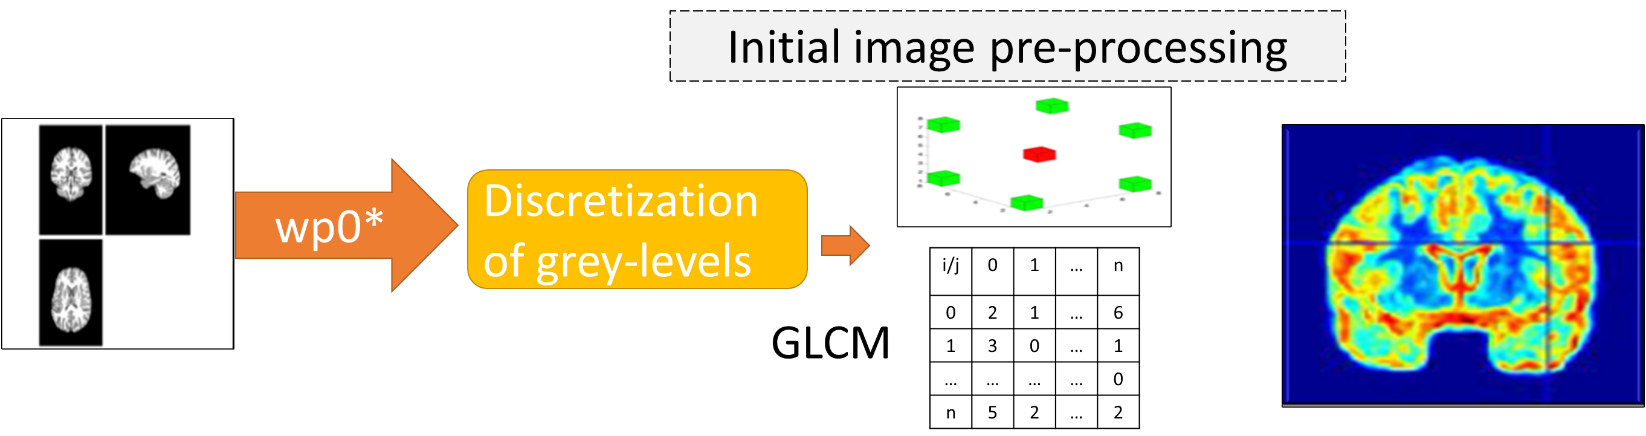 Initial image pre-processing
wp0*
Discretization
of grey-levels
GLCM
i/j 0 1 ... n
0 2 1 ... 6
1 3 0 ... 1
... ... ... ... 0
n 5 2 ... 2